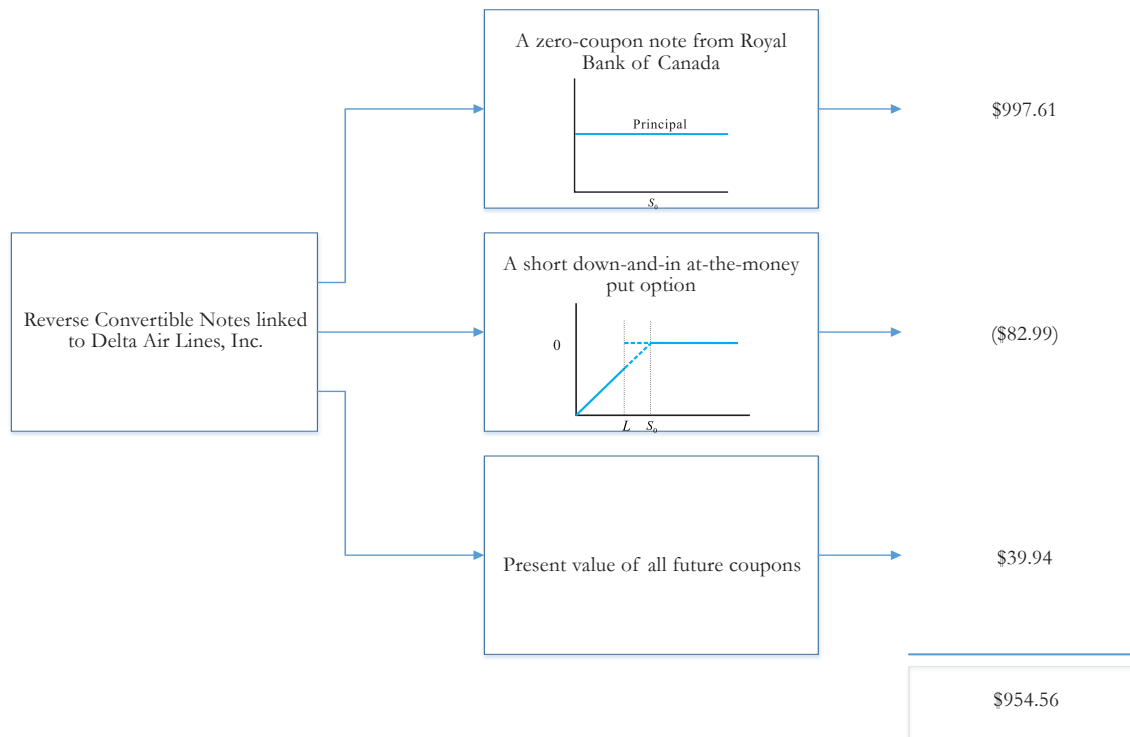 A zero-coupon note from Royal
Bank of Canada
Principal
S₀
$997.61
Reverse Convertible Notes linked
to Delta Air Lines, Inc.
A short down-and-in at-the-money
put option
0
L S₀
($82.99)
Present value of all future coupons
$39.94
$954.56